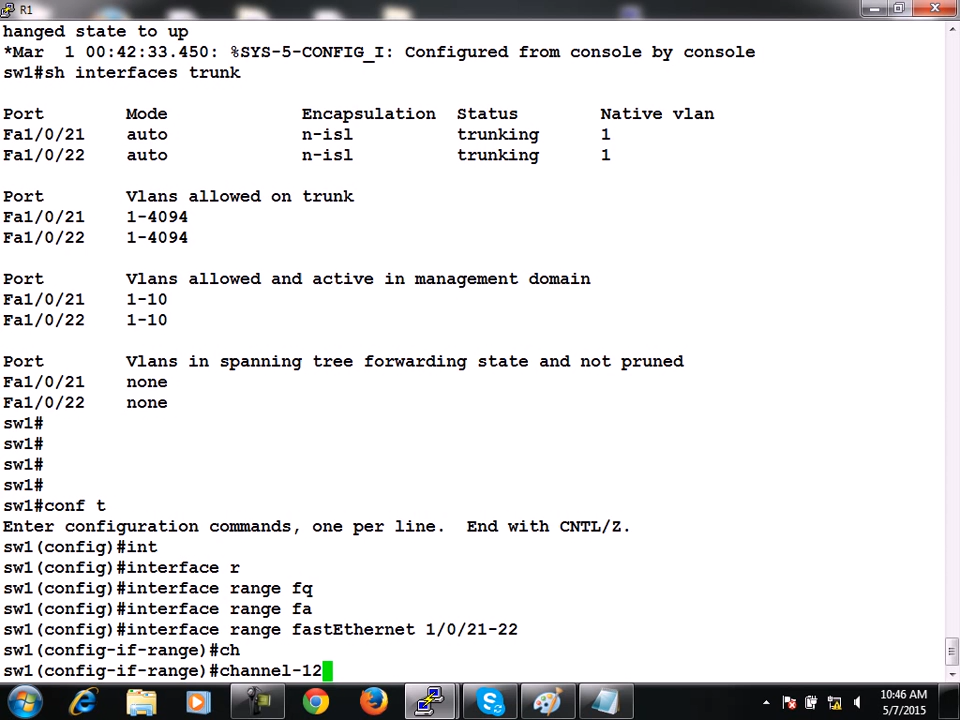 R1
hanged state to up
*Mar  1 00:42:33.450: %SYS-5-CONFIG_I: Configured from console by console
sw1#sh interfaces trunk
Port        Mode             Encapsulation  Status        Native vlan
Fa1/0/21    auto             n-isl          trunking      1
Fa1/0/22    auto             n-isl          trunking      1
Port        Vlans allowed on trunk
Fa1/0/21    1-4094
Fa1/0/22    1-4094
Port        Vlans allowed and active in management domain
Fa1/0/21    1-10
Fa1/0/22    1-10
Port        Vlans in spanning tree forwarding state and not pruned
Fa1/0/21    none
Fa1/0/22    none
sw1#
sw1#
sw1#
sw1#
sw1#conf t
Enter configuration commands, one per line.  End with CNTL/Z.
sw1(config)#int
sw1(config)#interface r
sw1(config)#interface range fq
sw1(config)#interface range fa
sw1(config)#interface range fastEthernet 1/0/21-22
sw1(config-if-range)#ch
sw1(config-if-range)#channel-12
10:46 AM
5/7/2015